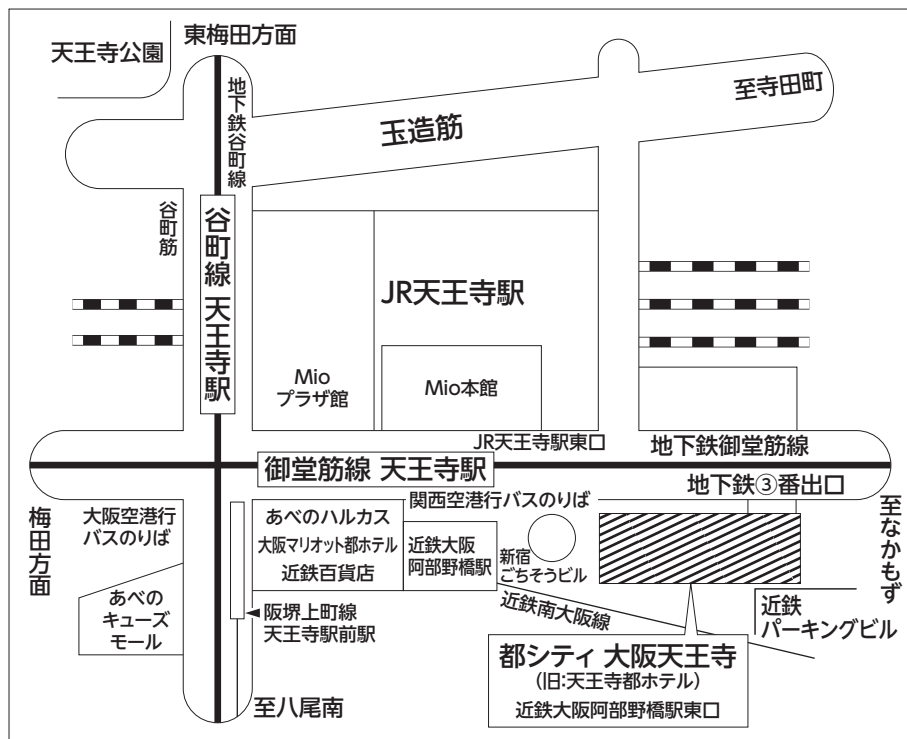 東梅田方面
天王寺公園
地下鉄谷町線
至寺田町
玉造筋
谷町筋
谷町線 天王寺駅
JR天王寺駅
Mio
プラザ館
Mio本館
JR天王寺駅東口
地下鉄御堂筋線
御堂筋線 天王寺駅
地下鉄③番出口
梅田方面
大阪空港行
バスのりば
あべのハルカス
大阪マリオット都ホテル
近鉄百貨店
関西空港行バスのりば
近鉄大阪
阿部野橋駅
新宿
ごちそうビル
至なかもず
あべの
キューズ
モール
阪堺上町線
天王寺駅前駅
近鉄南大阪線
近鉄
パーキングビル
都シティ 大阪天王寺
(旧:天王寺都ホテル)
近鉄大阪阿部野橋駅東口
至八尾南